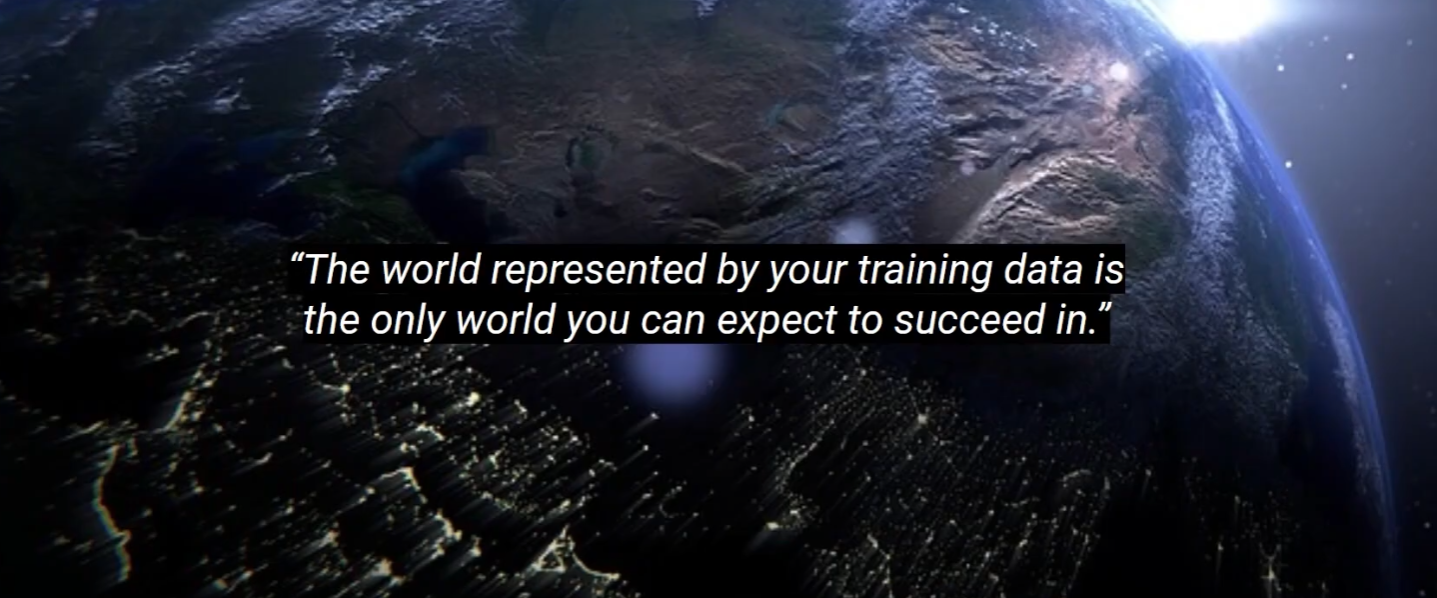 “The world represented by your training data is
the only world you can expect to succeed in.”